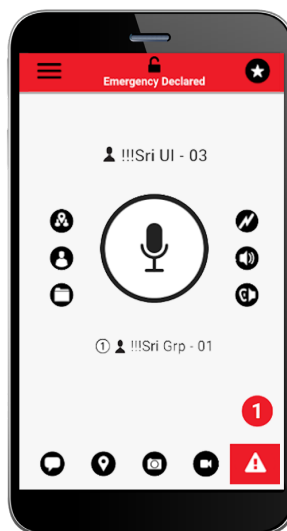 Emergency Declared
!!!Sri UI - 03
① !!!Sri Grp - 01
1